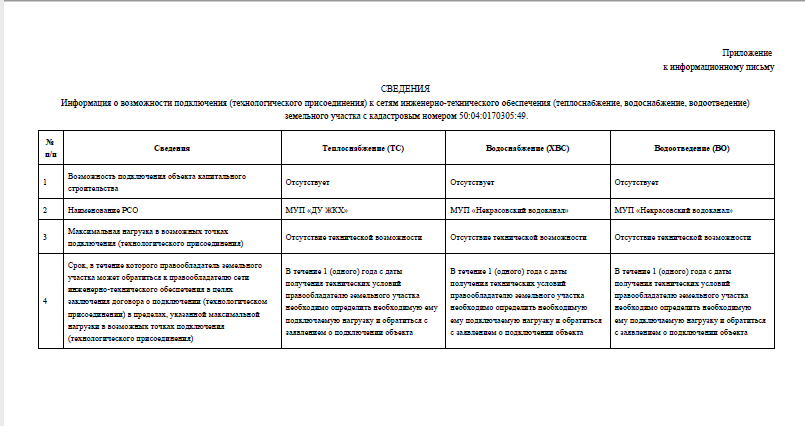 Приложение
к информационному письму
СВЕДЕНИЯ
Информация о возможности подключения (технологического присоединения) к сетям инженерно-технического обеспечения (теплоснабжение, водоснабжение, водоотведение)
земельного участка с кадастровым номером 50:04:0170305:49.
№
п/п
Сведения
Теплоснабжение (ТС)
Водоснабжение (ХВС)
Водоотведение (ВО)
1
Возможность подключения объекта капитального
строительства
Отсутствует
Отсутствует
Отсутствует
2
Наименование РСО
МУП «ДУ ЖКХ»
МУП «Некрасовский водоканал»
МУП «Некрасовский водоканал»
3
Максимальная нагрузка в возможных точках
подключения (технологического присоединения)
Отсутствие технической возможности
Отсутствие технической возможности
Отсутствие технической возможности
4
Срок, в течение которого правообладатель земельного
участка может обратиться к правообладателю сети
инженерно-технического обеспечения в целях
заключения договора о подключении (технологическом
присоединении) в пределах, указанной максимальной
нагрузки в возможных точках подключения
(технологического присоединения)
В течение 1 (одного) года с даты
получения технических условий
правообладателю земельного участка
необходимо определить необходимую ему
подключаемую нагрузку и обратиться с
заявлением о подключении объекта
В течение 1 (одного) года с даты
получения технических условий
правообладателю земельного участка
необходимо определить необходимую
ему подключаемую нагрузку и обратиться
с заявлением о подключении объекта
В течение 1 (одного) года с даты
получения технических условий
правообладателю земельного участка
необходимо определить необходимую
ему подключаемую нагрузку и обратиться
с заявлением о подключении объекта